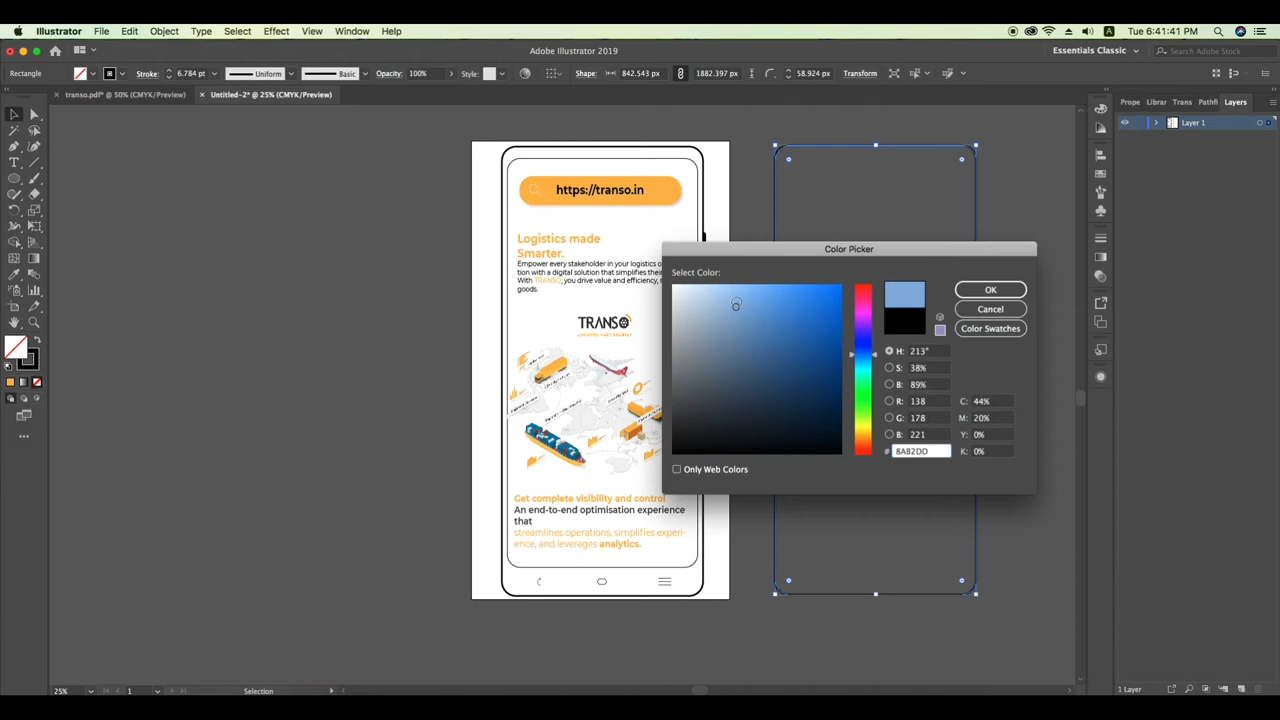 Illustrator File Edit Object Type Select Effect View Window Help
Tue 6:41:41 PM
Adobe Illustrator 2019
Essentials Classic
Search Adobe Stock
Rectangle Stroke: 6.784 pt Uniform Basic Opacity: 100% Style: Shape: 842.543 px 1882.397 px 58.924 px Transform
× transo.pdf* @ 50% (CMYK/Preview) × Untitled-2* @ 25% (CMYK/Preview)
Prope Librar Trans Pathfi Layers
Layer 1
https://transo.in
Logistics made
Smarter.
Empower every stakeholder in your logistics o
tion with a digital solution that simplifies their
With TRANSO, you drive value and efficiency, r
goods.
TRANSO
Get complete visibility and control
An end-to-end optimisation experience
that
streamlines operations, simplifies experi-
ence, and leverages analytics.
Color Picker
Select Color:
OK
Cancel
Color Swatches
H: 213°
S: 38%
B: 89%
R: 138 C: 44%
G: 178 M: 20%
B: 221 Y: 0%
# 8AB2DD K: 0%
Only Web Colors
25% 1 Selection
1 Layer